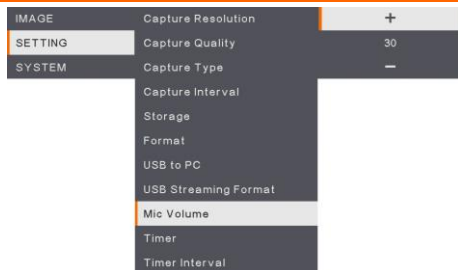 IMAGE
SETTING
SYSTEM
Capture Resolution
Capture Quality
Capture Type
Capture Interval
Storage
Format
USB to PC
USB Streaming Format
Mic Volume
Timer
Timer Interval
+
30
−